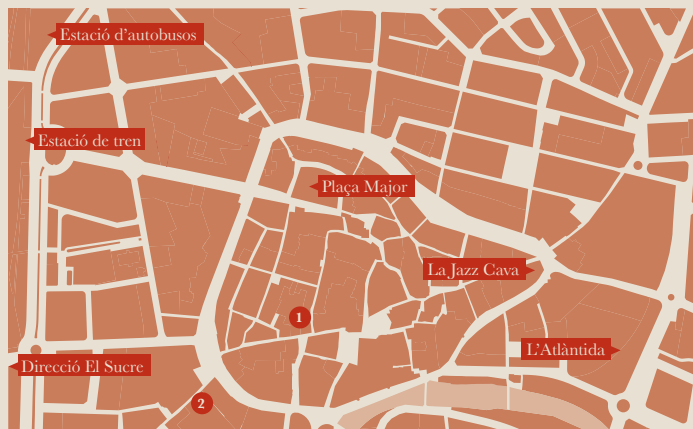 Estació d'autobusos
Estació de tren
Plaça Major
La Jazz Cava
1
L'Atlàntida
Direcció El Sucre
2